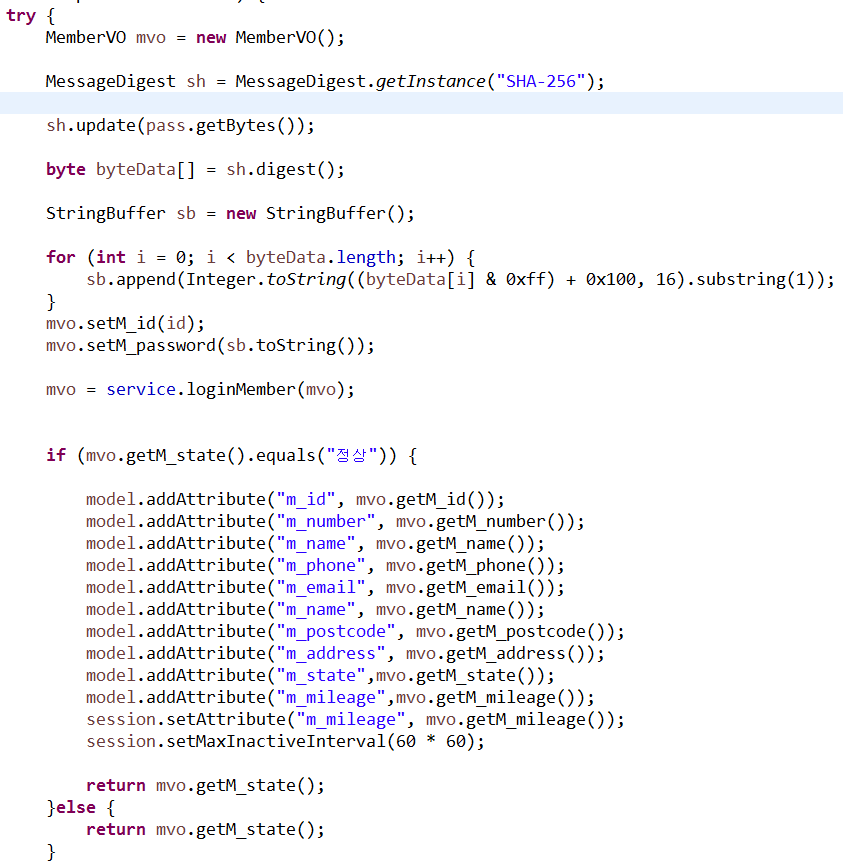 try {
MemberVO mvo = new MemberVO();
MessageDigest sh = MessageDigest.getInstance("SHA-256");
sh.update(pass.getBytes());
byte byteData[] = sh.digest();
StringBuffer sb = new StringBuffer();
for (int i = 0; i < byteData.length; i++) {
sb.append(Integer.toString((byteData[i] & 0xff) + 0x100, 16).substring(1));
}
mvo.setM_id(id);
mvo.setM_password(sb.toString());
mvo = service.loginMember(mvo);
if (mvo.getM_state().equals("정상")) {
model.addAttribute("m_id", mvo.getM_id());
model.addAttribute("m_number", mvo.getM_number());
model.addAttribute("m_name", mvo.getM_name());
model.addAttribute("m_phone", mvo.getM_phone());
model.addAttribute("m_email", mvo.getM_email());
model.addAttribute("m_name", mvo.getM_name());
model.addAttribute("m_postcode", mvo.getM_postcode());
model.addAttribute("m_address", mvo.getM_address());
model.addAttribute("m_state",mvo.getM_state());
model.addAttribute("m_mileage",mvo.getM_mileage());
session.setAttribute("m_mileage", mvo.getM_mileage());
session.setMaxInactiveInterval(60 * 60);
return mvo.getM_state();
}else {
return mvo.getM_state();
}